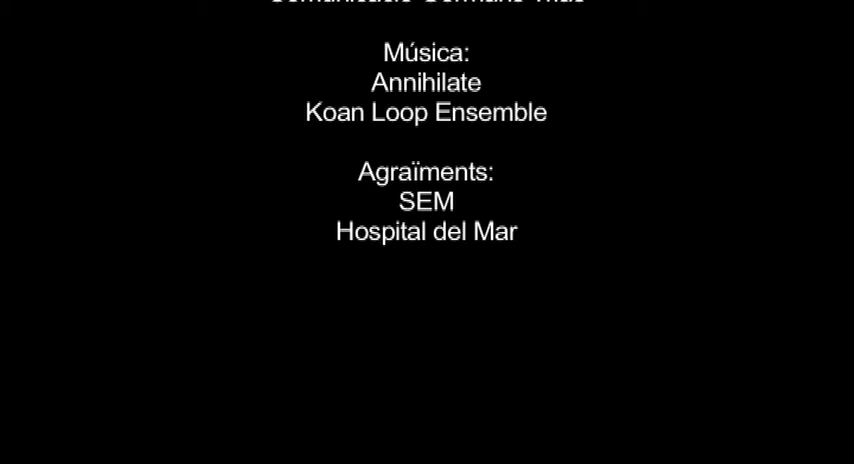 Música:
Annihilate
Koan Loop Ensemble
Agraïments:
SEM
Hospital del Mar